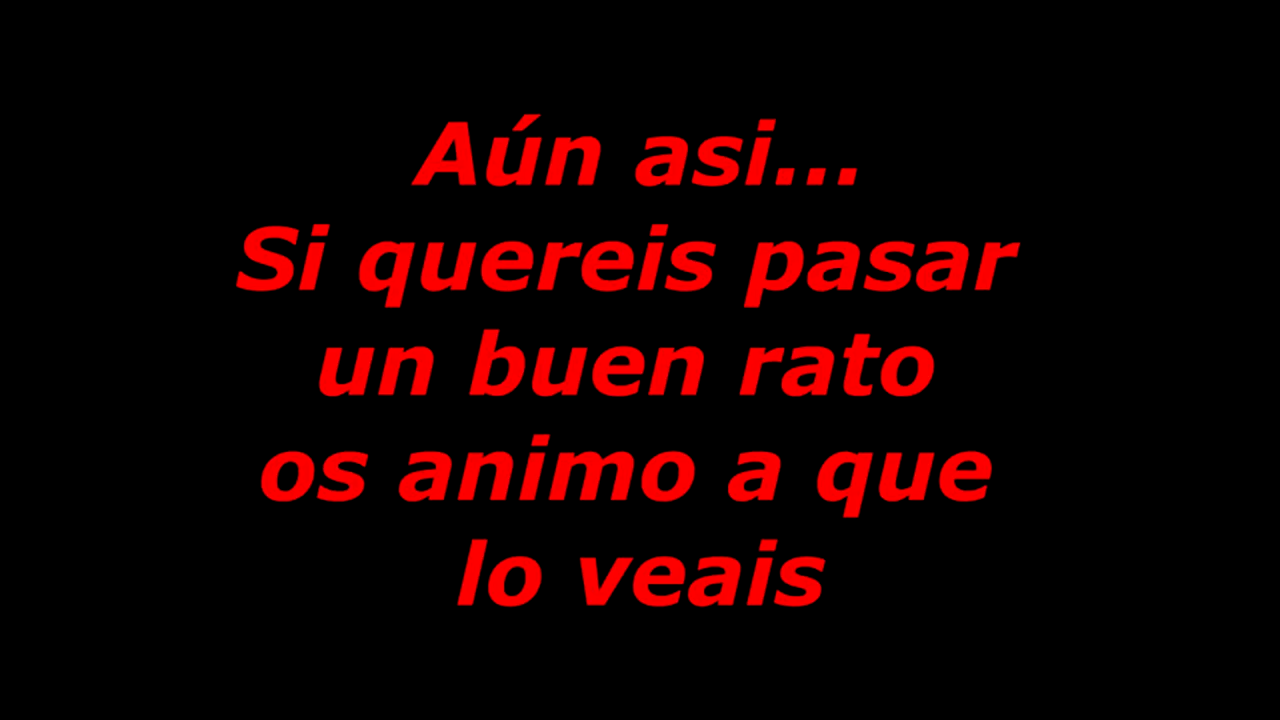 Aún asi...
Si quereis pasar
un buen rato
os animo a que
lo veais